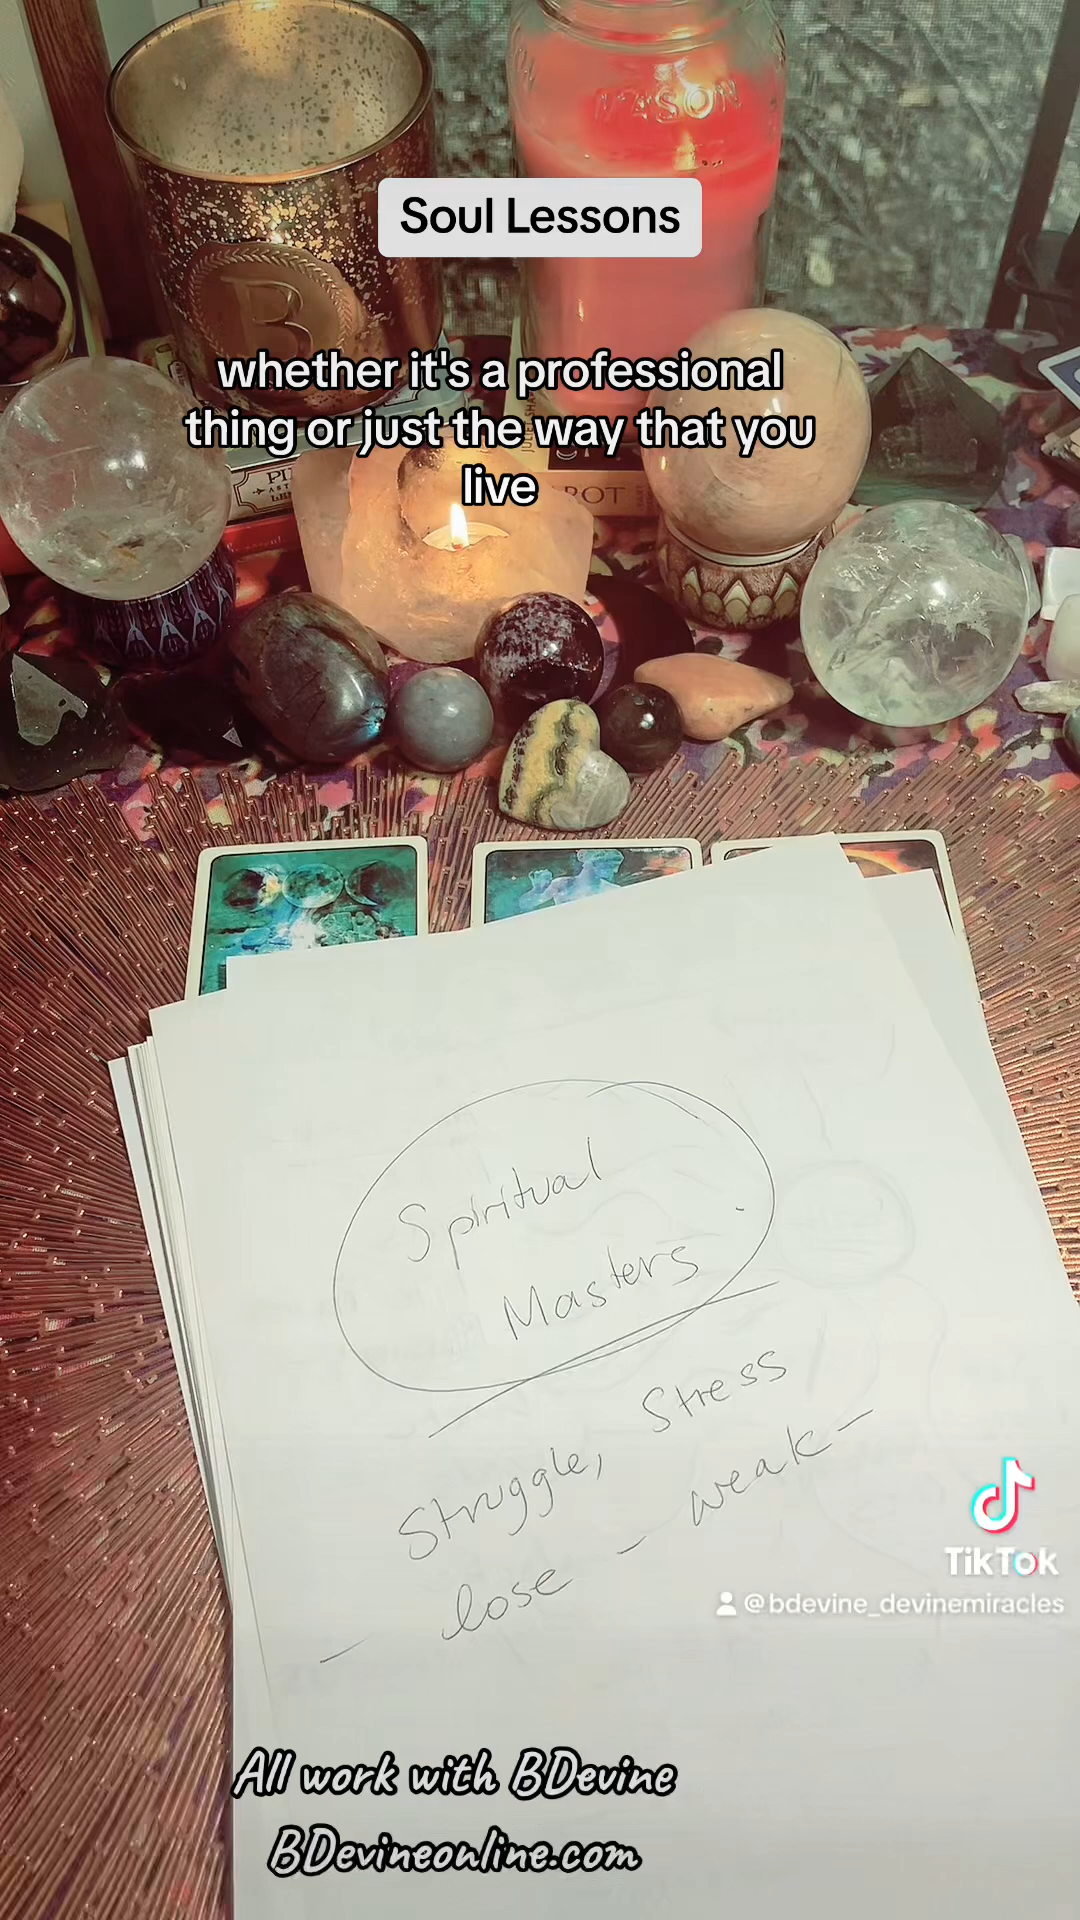 MASON
Soul Lessons
B
whether it's a professional
thing or just the way that you
live
Spiritual
Masters
Struggle, Stress
- lose - weak -
TikTok
@bdevine_devinemiracles
All work with BDevine
BDevineonline.com